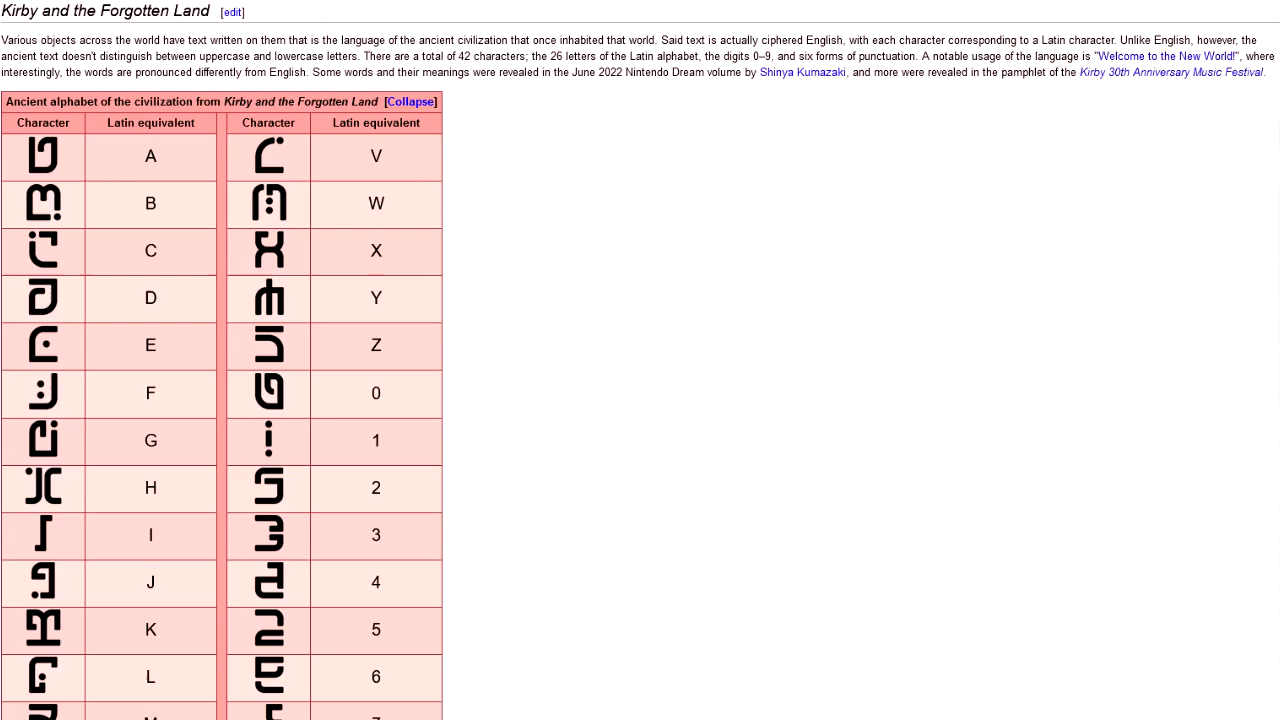 Kirby and the Forgotten Land [edit]
Various objects across the world have text written on them that is the language of the ancient civilization that once inhabited that world. Said text is actually ciphered English, with each character corresponding to a Latin character. Unlike English, however, the
ancient text doesn't distinguish between uppercase and lowercase letters. There are a total of 42 characters; the 26 letters of the Latin alphabet, the digits 0–9, and six forms of punctuation. A notable usage of the language is "Welcome to the New World!", where
interestingly, the words are pronounced differently from English. Some words and their meanings were revealed in the June 2022 Nintendo Dream volume by Shinya Kumazaki, and more were revealed in the pamphlet of the Kirby 30th Anniversary Music Festival.
Ancient alphabet of the civilization from Kirby and the Forgotten Land [Collapse]
Character Latin equivalent Character Latin equivalent
A V
B W
C X
D Y
E Z
F 0
G 1
H 2
I 3
J 4
K 5
L 6